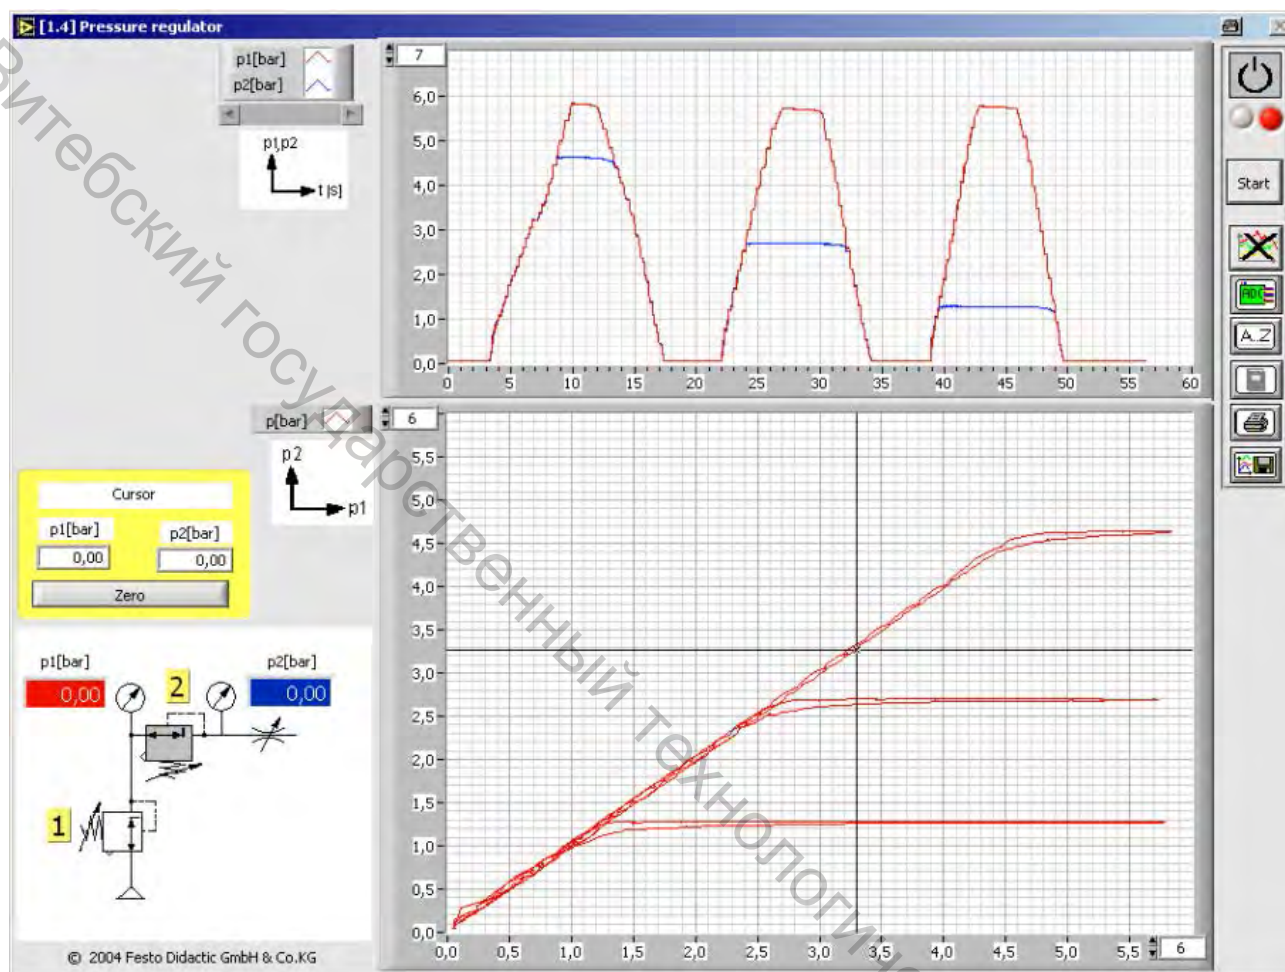 [1.4] Pressure regulator
p1[bar]
p2[bar]
p1,p2
t [s]
7
6,0
5,0
4,0
3,0
2,0
1,0
0,0
0 5 10 15 20 25 30 35 40 45 50 55 60
Start
ADC
A..Z
p[bar]
p2
p1
6
5,5
5,0
4,5
4,0
3,5
3,0
2,5
2,0
1,5
1,0
0,5
0,0
0,0 0,5 1,0 1,5 2,0 2,5 3,0 3,5 4,0 4,5 5,0 5,5 6
Cursor
p1[bar] p2[bar]
0,00 0,00
Zero
p1[bar] p2[bar]
0,00 2 0,00
1
© 2004 Festo Didactic GmbH & Co.KG
Витебский государственный технологиче